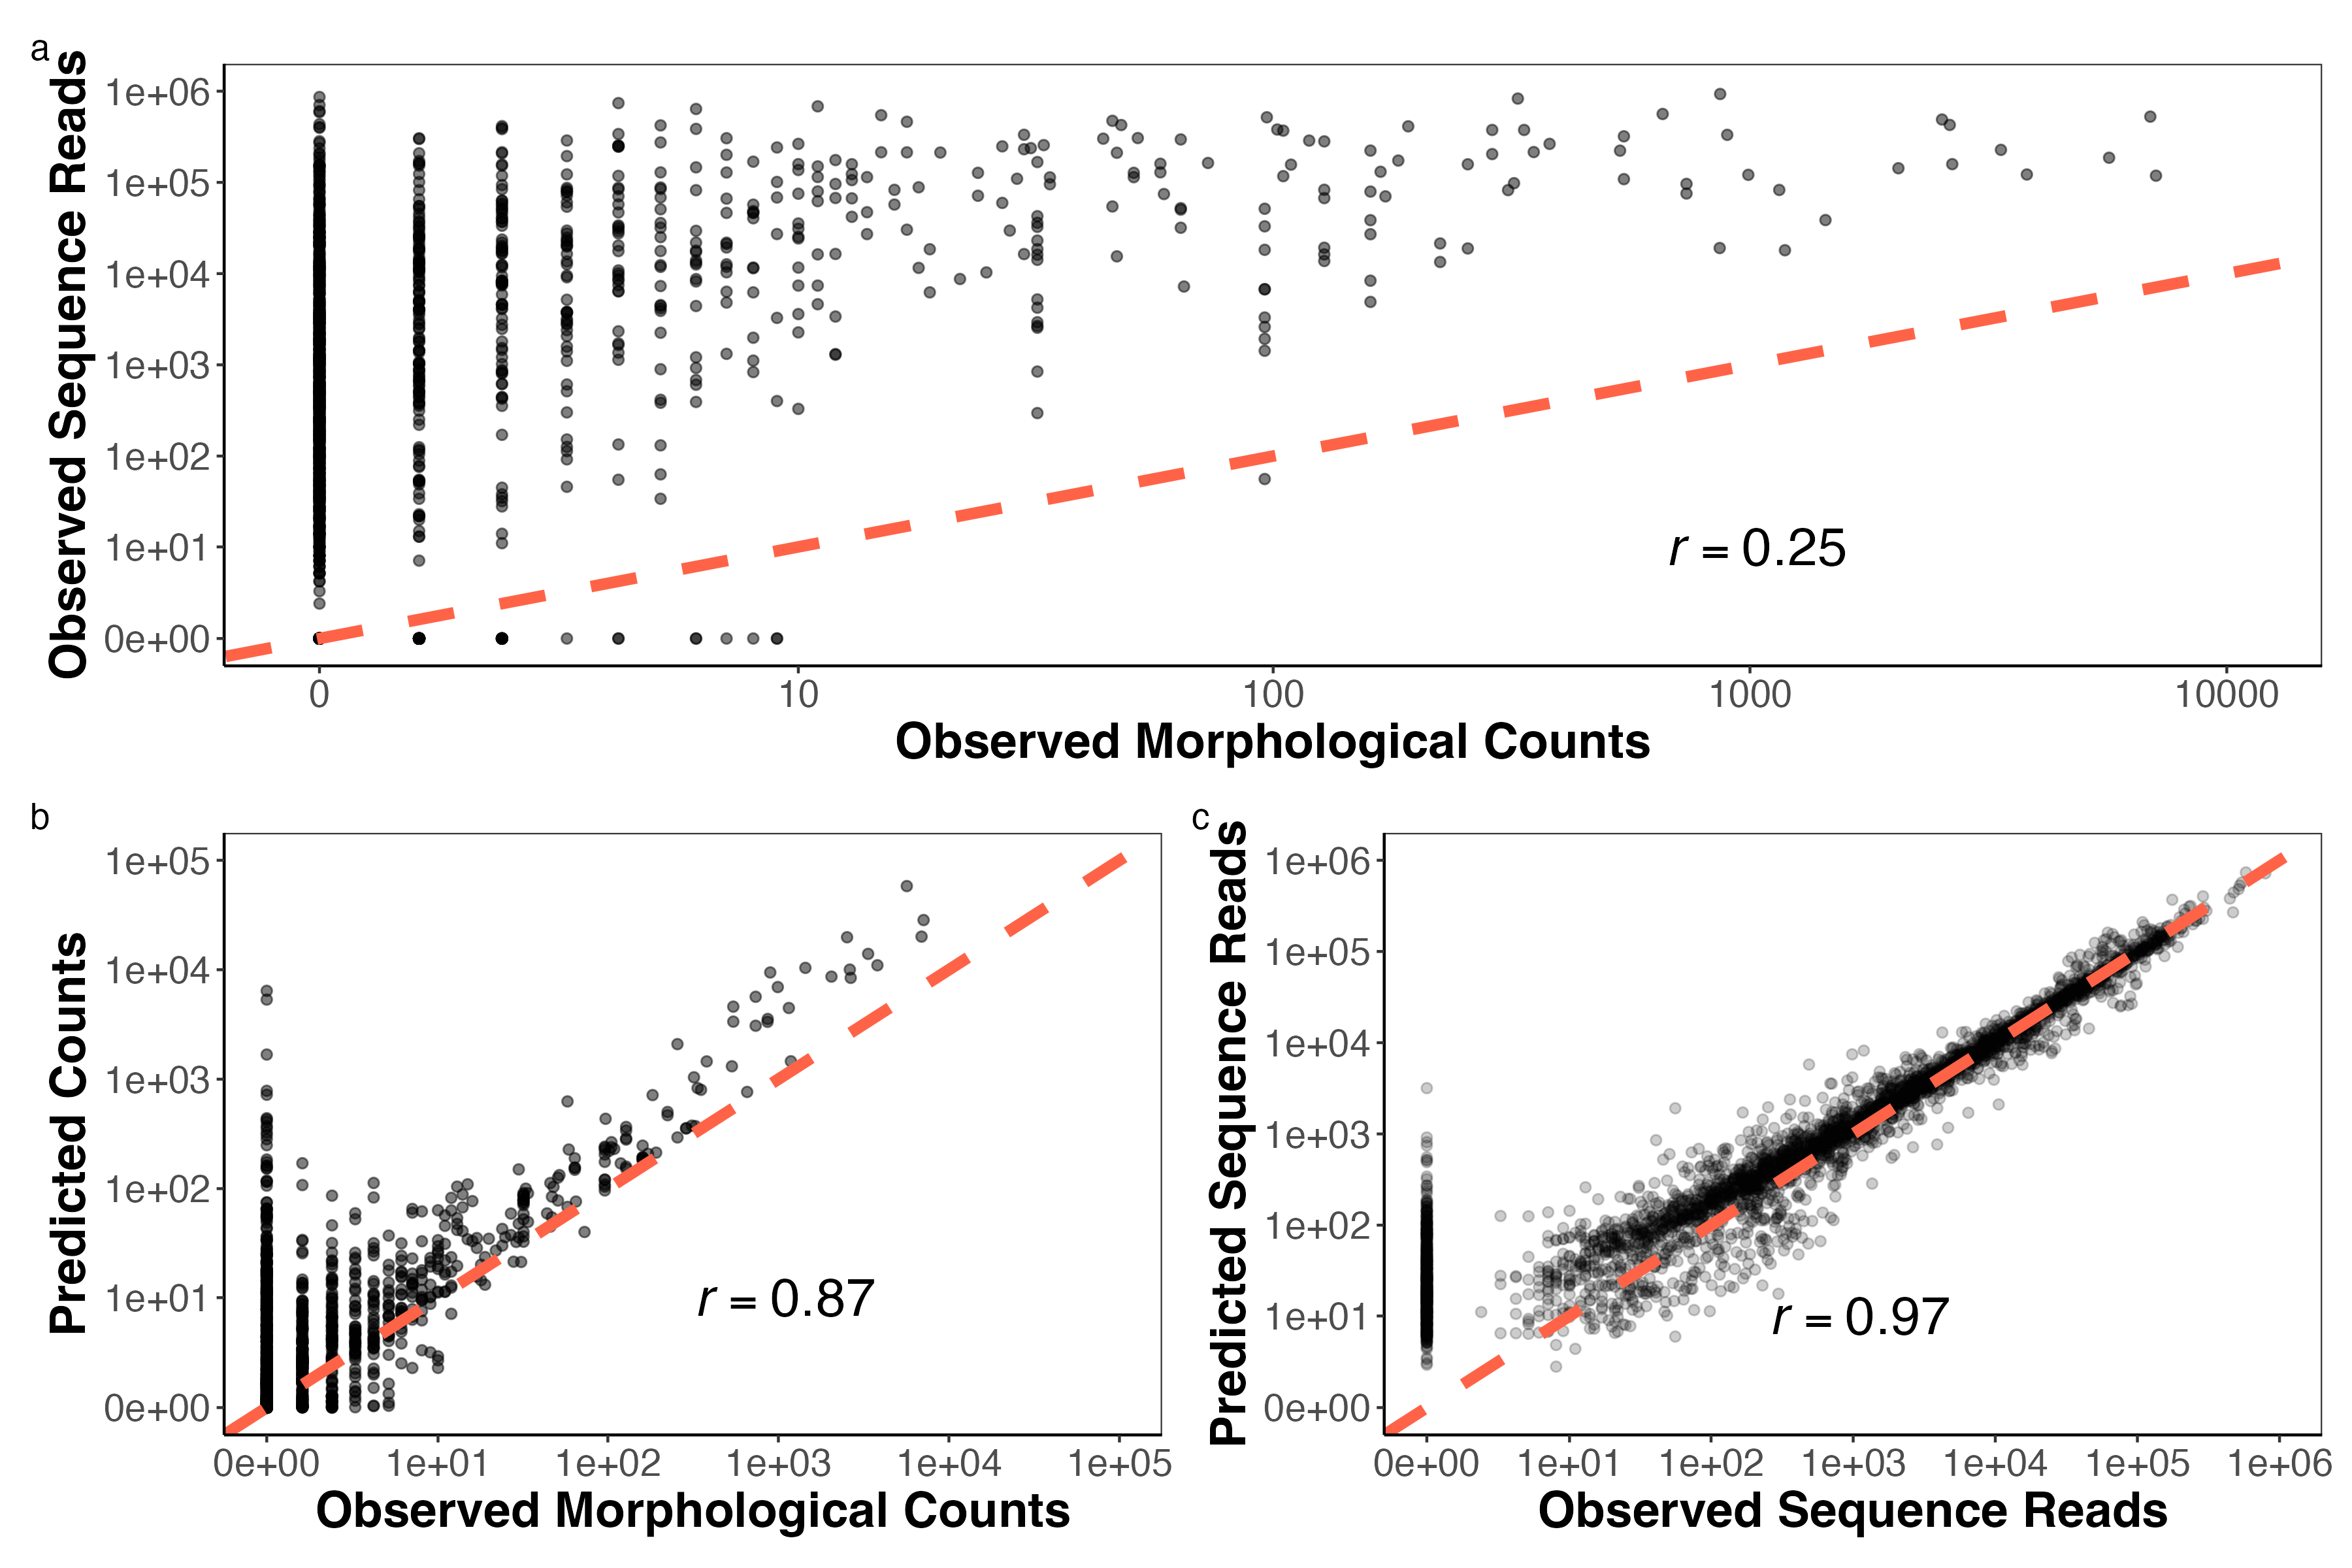 a
Observed Sequence Reads
1e+06
1e+05
1e+04
1e+03
1e+02
1e+01
0e+00
r = 0.25
0 10 100 1000 10000
Observed Morphological Counts
b
Predicted Counts
1e+05
1e+04
1e+03
1e+02
1e+01
0e+00
r = 0.87
0e+00 1e+01 1e+02 1e+03 1e+04 1e+05
Observed Morphological Counts
c
Predicted Sequence Reads
1e+06
1e+05
1e+04
1e+03
1e+02
1e+01
0e+00
r = 0.97
0e+00 1e+01 1e+02 1e+03 1e+04 1e+05 1e+06
Observed Sequence Reads